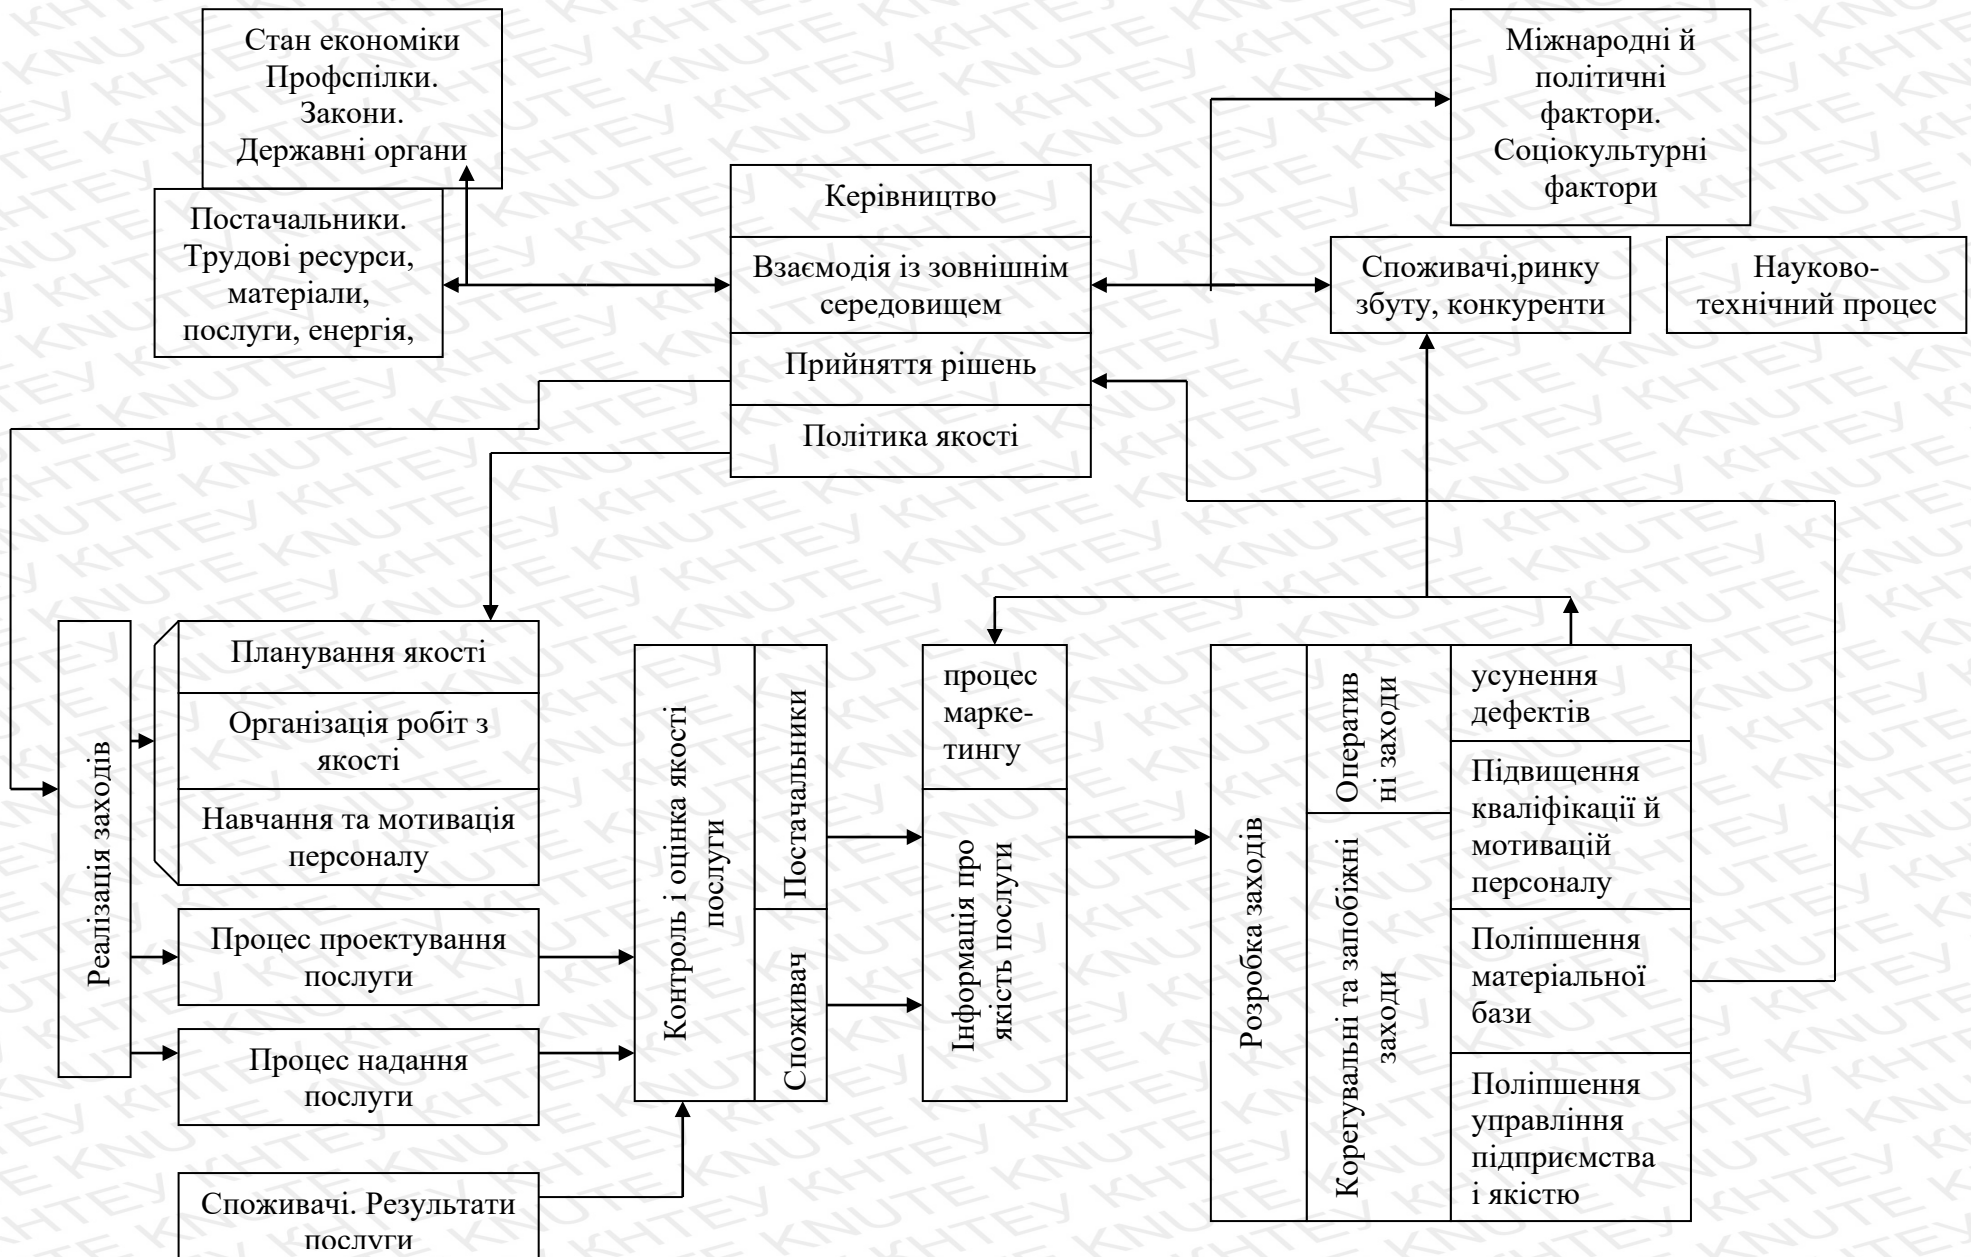 Стан економіки
Профспілки.
Закони.
Державні органи
Міжнародні й
політичні
фактори.
Соціокультурні
фактори
Керівництво
Постачальники.
Трудові ресурси,
матеріали,
послуги, енергія,
Взаємодія із зовнішнім
середовищем
Споживачі,ринку
збуту, конкуренти
Науково-
технічний процес
Прийняття рішень
Політика якості
Реалізація заходів
Планування якості
Організація робіт з
якості
Навчання та мотивація
персоналу
Процес проектування
послуги
Процес надання
послуги
Споживачі. Результати
послуги
Контроль і оцінка якості
послуги
Постачальники
Споживач
процес
марке-
тингу
Інформація про
якість послуги
Розробка заходів
Оператив
ні заходи
Корегувальні та запобіжні
заходи
усунення
дефектів
Підвищення
кваліфікації й
мотивацій
персоналу
Поліпшення
матеріальної
бази
Поліпшення
управління
підприємства
і якістю